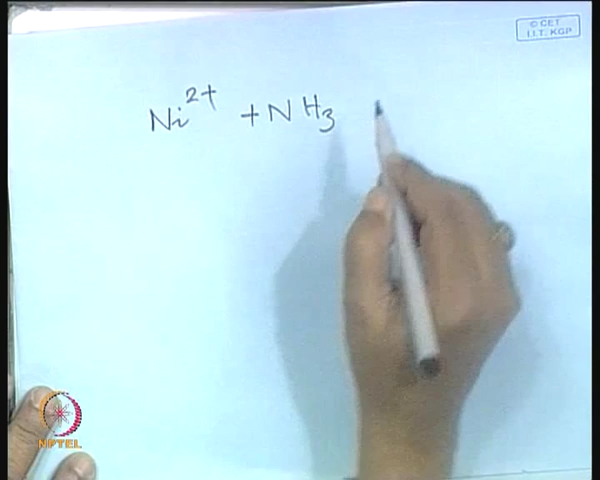 © CET
I.I.T. KGP
Ni²⁺ + NH₃
NPTEL